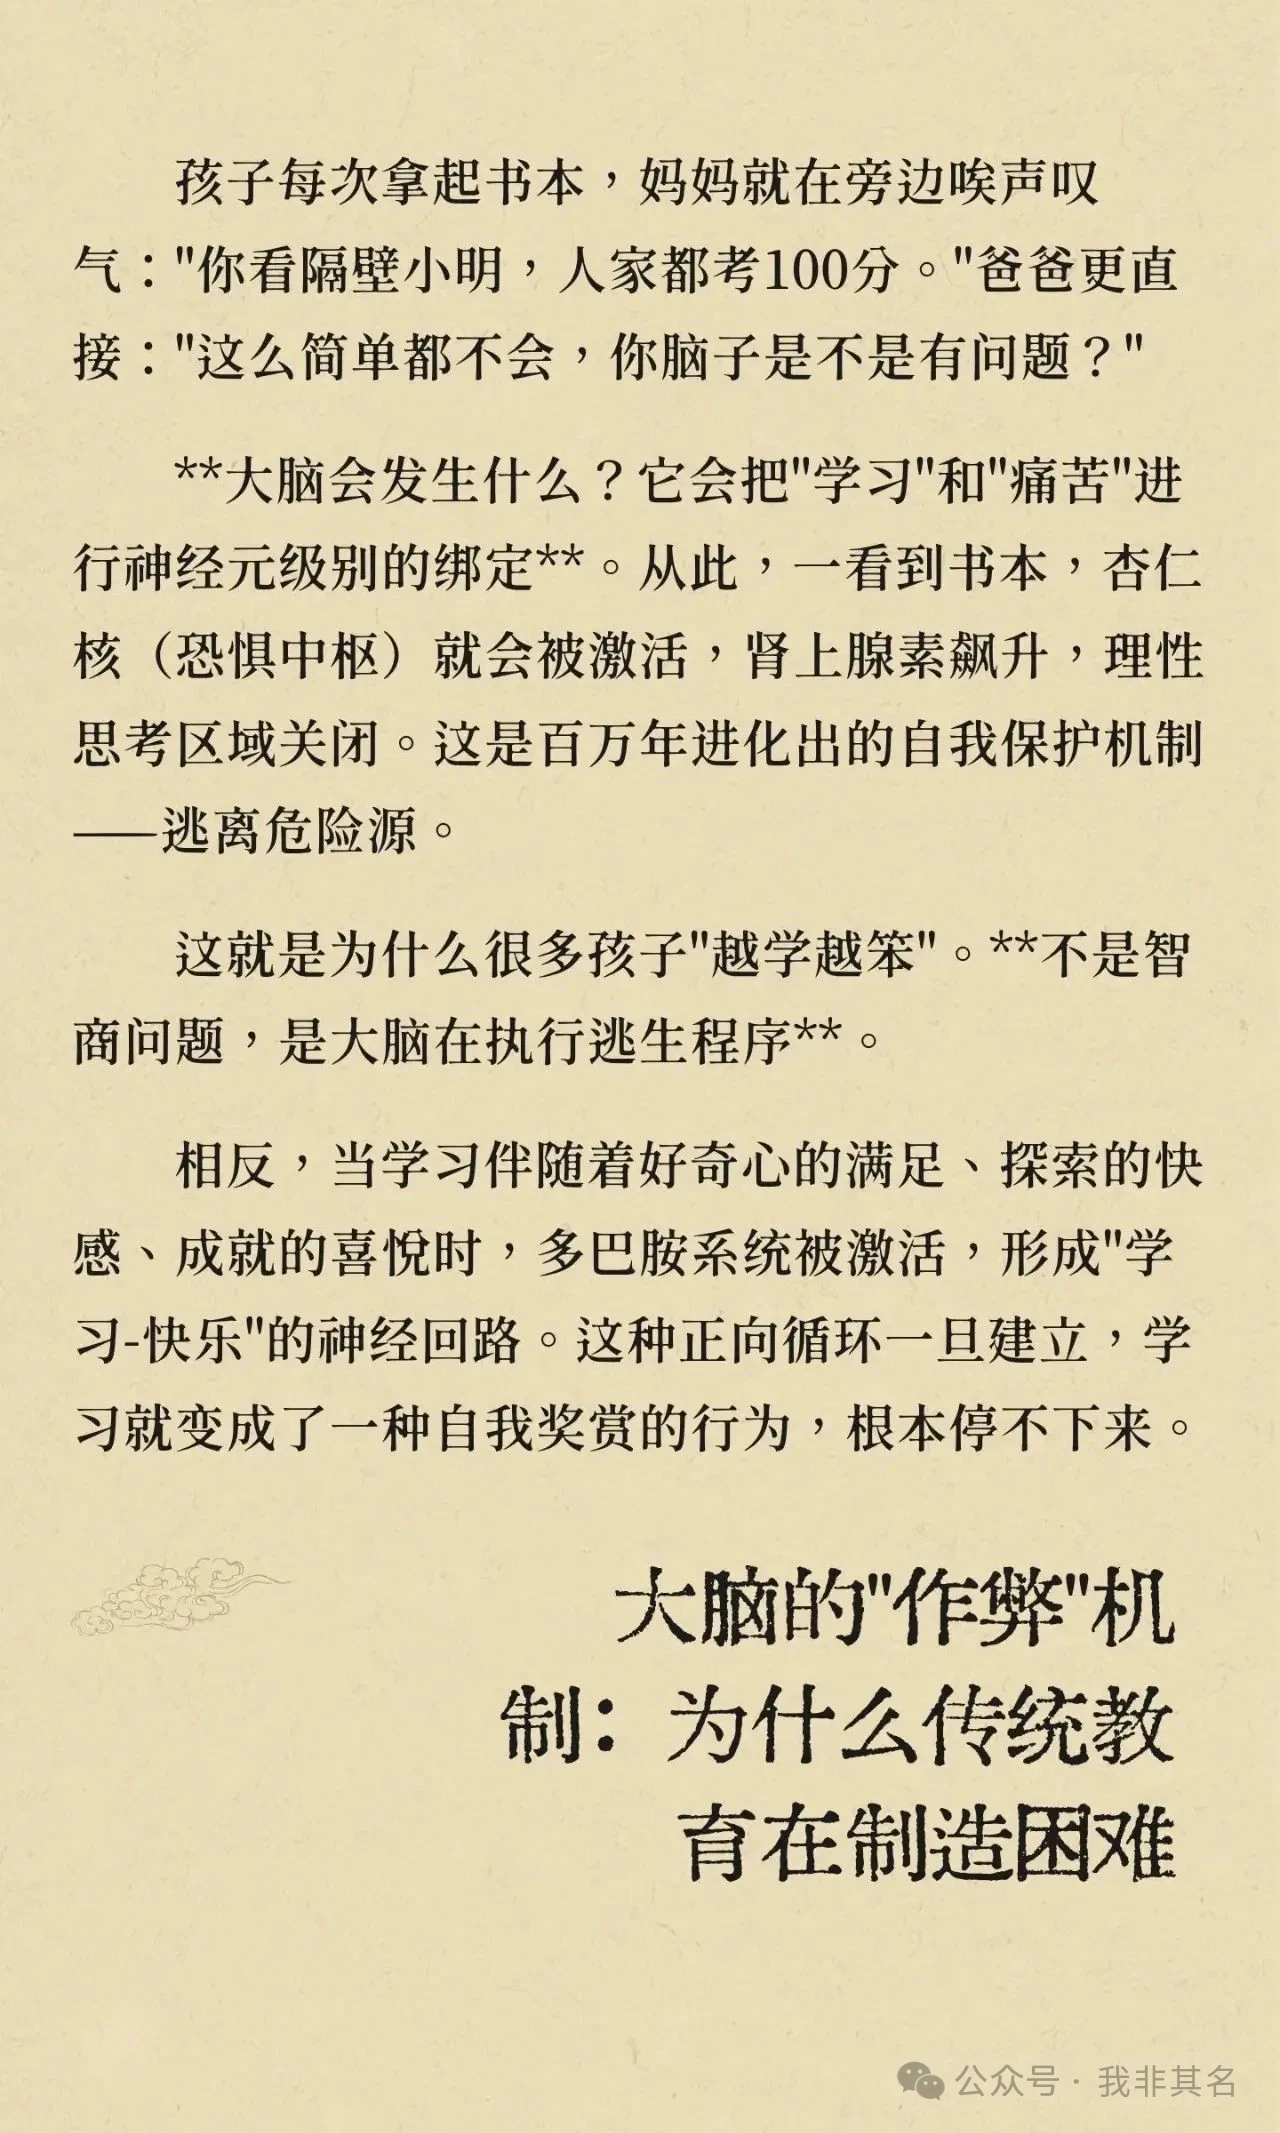 孩子每次拿起书本，妈妈就在旁边唉声叹
气："你看隔壁小明，人家都考100分。"爸爸更直
接："这么简单都不会，你脑子是不是有问题？"
**大脑会发生什么？它会把"学习"和"痛苦"进
行神经元级别的绑定**。从此，一看到书本，杏仁
核（恐惧中枢）就会被激活，肾上腺素飙升，理性
思考区域关闭。这是百万年进化出的自我保护机制
——逃离危险源。
这就是为什么很多孩子"越学越笨"。**不是智
商问题，是大脑在执行逃生程序**。
相反，当学习伴随着好奇心的满足、探索的快
感、成就的喜悦时，多巴胺系统被激活，形成"学
习-快乐"的神经回路。这种正向循环一旦建立，学
习就变成了一种自我奖赏的行为，根本停不下来。
大脑的"作弊"机
制：为什么传统教
育在制造困难
公众号·我非其名